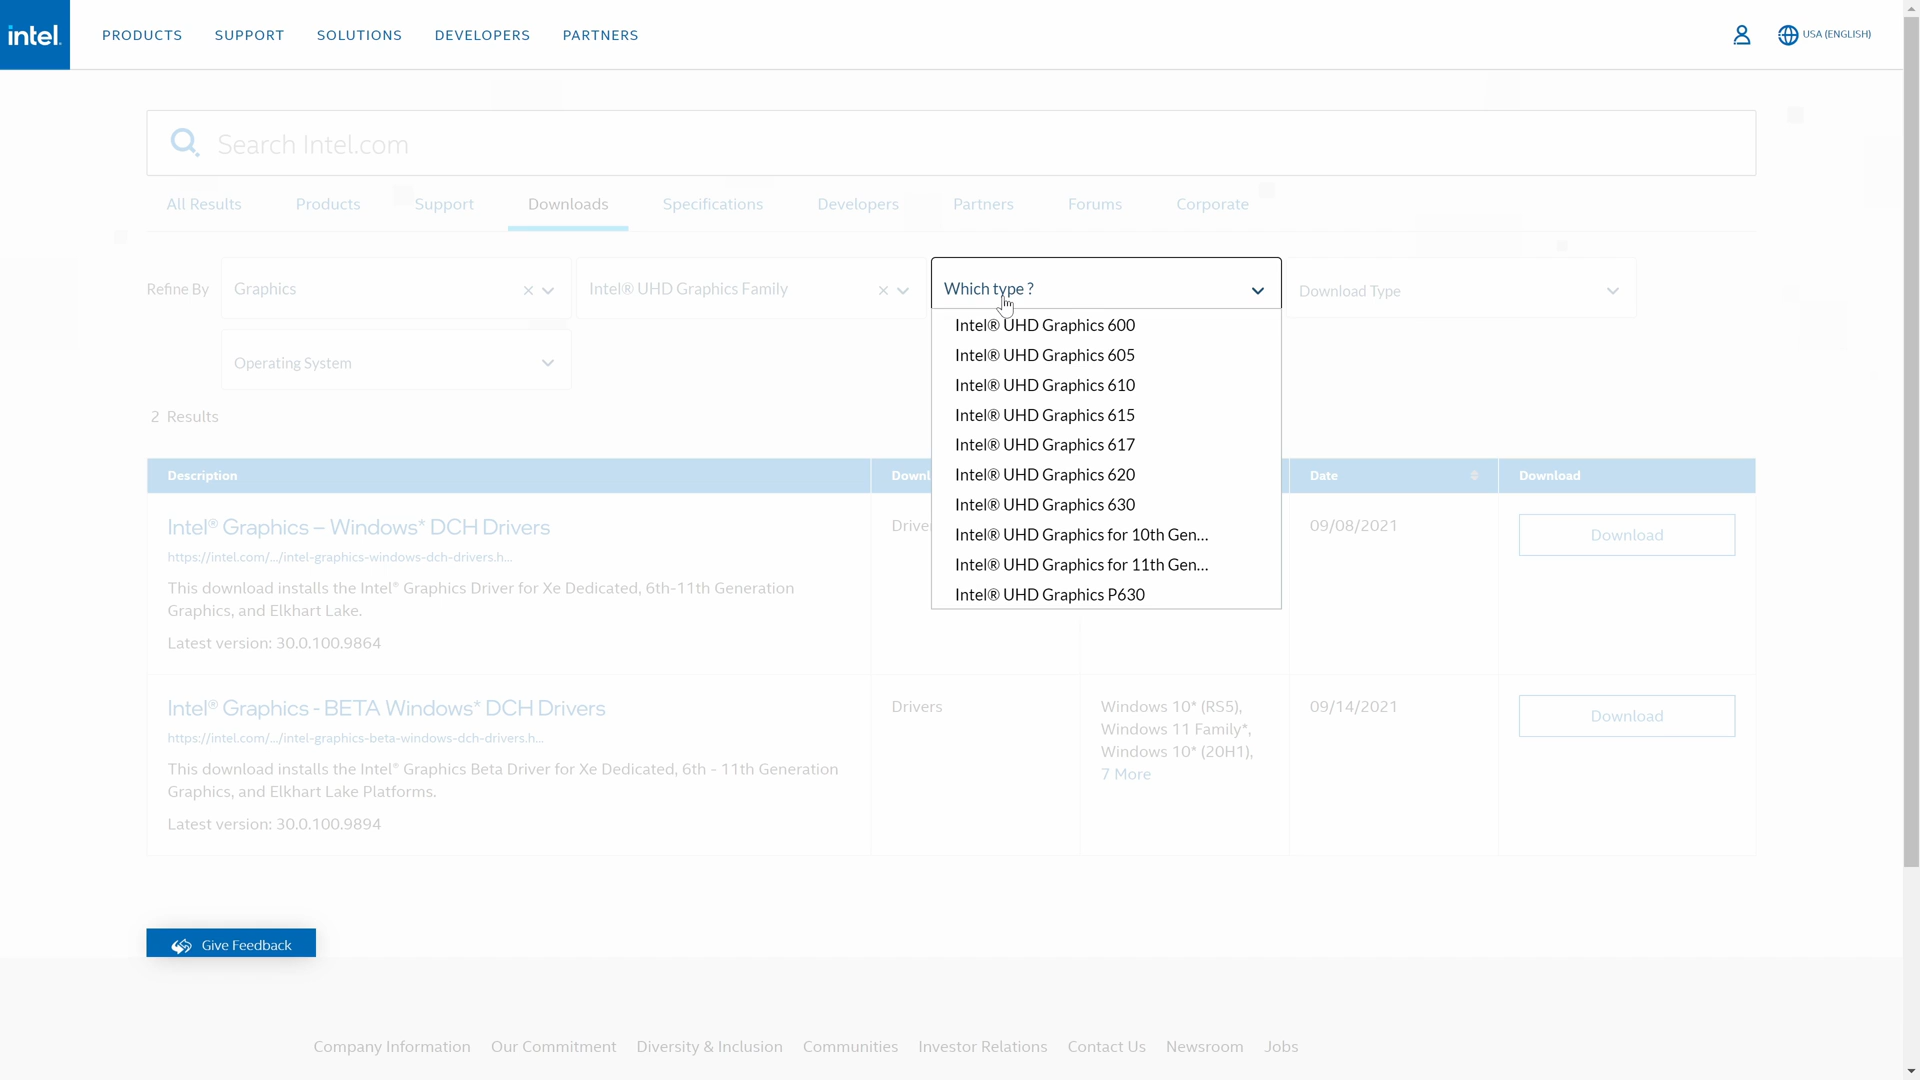 intel.
PRODUCTS
SUPPORT
SOLUTIONS
DEVELOPERS
PARTNERS
USA (ENGLISH)
Search Intel.com
All Results
Products
Support
Downloads
Specifications
Developers
Partners
Forums
Corporate
Refine By
Graphics
Intel® UHD Graphics Family
Which type ?
Download Type
Intel® UHD Graphics 600
Intel® UHD Graphics 605
Intel® UHD Graphics 610
Intel® UHD Graphics 615
Intel® UHD Graphics 617
Intel® UHD Graphics 620
Intel® UHD Graphics 630
Intel® UHD Graphics for 10th Gen...
Intel® UHD Graphics for 11th Gen...
Intel® UHD Graphics P630
Operating System
2 Results
Description
Downl
Date
Download
Intel® Graphics – Windows* DCH Drivers
https://intel.com/.../intel-graphics-windows-dch-drivers.h...
This download installs the Intel® Graphics Driver for Xe Dedicated, 6th-11th Generation
Graphics, and Elkhart Lake.
Latest version: 30.0.100.9864
Drive
09/08/2021
Download
Intel® Graphics - BETA Windows* DCH Drivers
https://intel.com/.../intel-graphics-beta-windows-dch-drivers.h...
This download installs the Intel® Graphics Beta Driver for Xe Dedicated, 6th - 11th Generation
Graphics, and Elkhart Lake Platforms.
Latest version: 30.0.100.9894
Drivers
Windows 10* (RS5),
Windows 11 Family*,
Windows 10* (20H1),
7 More
09/14/2021
Download
Give Feedback
Company Information
Our Commitment
Diversity & Inclusion
Communities
Investor Relations
Contact Us
Newsroom
Jobs